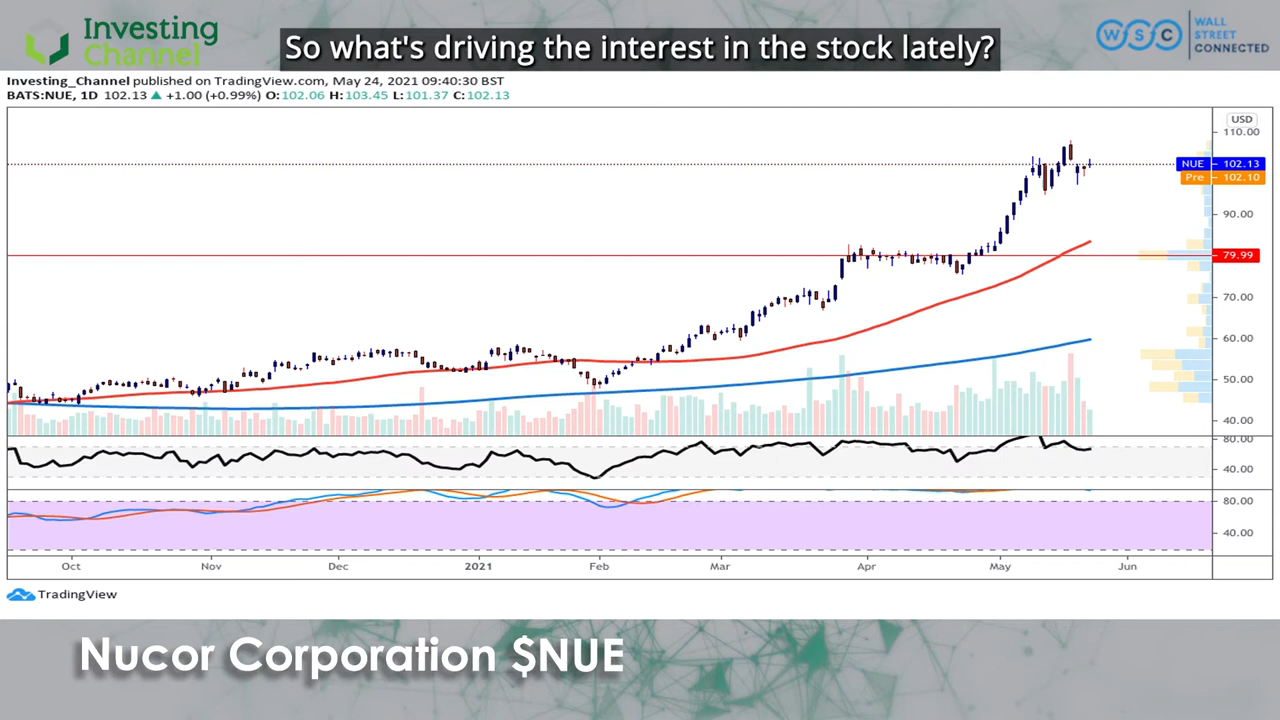 Investing
Channel
So what's driving the interest in the stock lately?
WSC
WALL
STREET
CONNECTED
Investing_Channel published on TradingView.com, May 24, 2021 09:40:30 BST
BATS:NUE, 1D 102.13 ▲ +1.00 (+0.99%) O:102.06 H:103.45 L:101.37 C:102.13
USD
110.00
NUE 102.13
Pre 102.10
90.00
79.99
70.00
60.00
50.00
40.00
80.00
40.00
80.00
40.00
Oct Nov Dec 2021 Feb Mar Apr May Jun
TradingView
Nucor Corporation $NUE